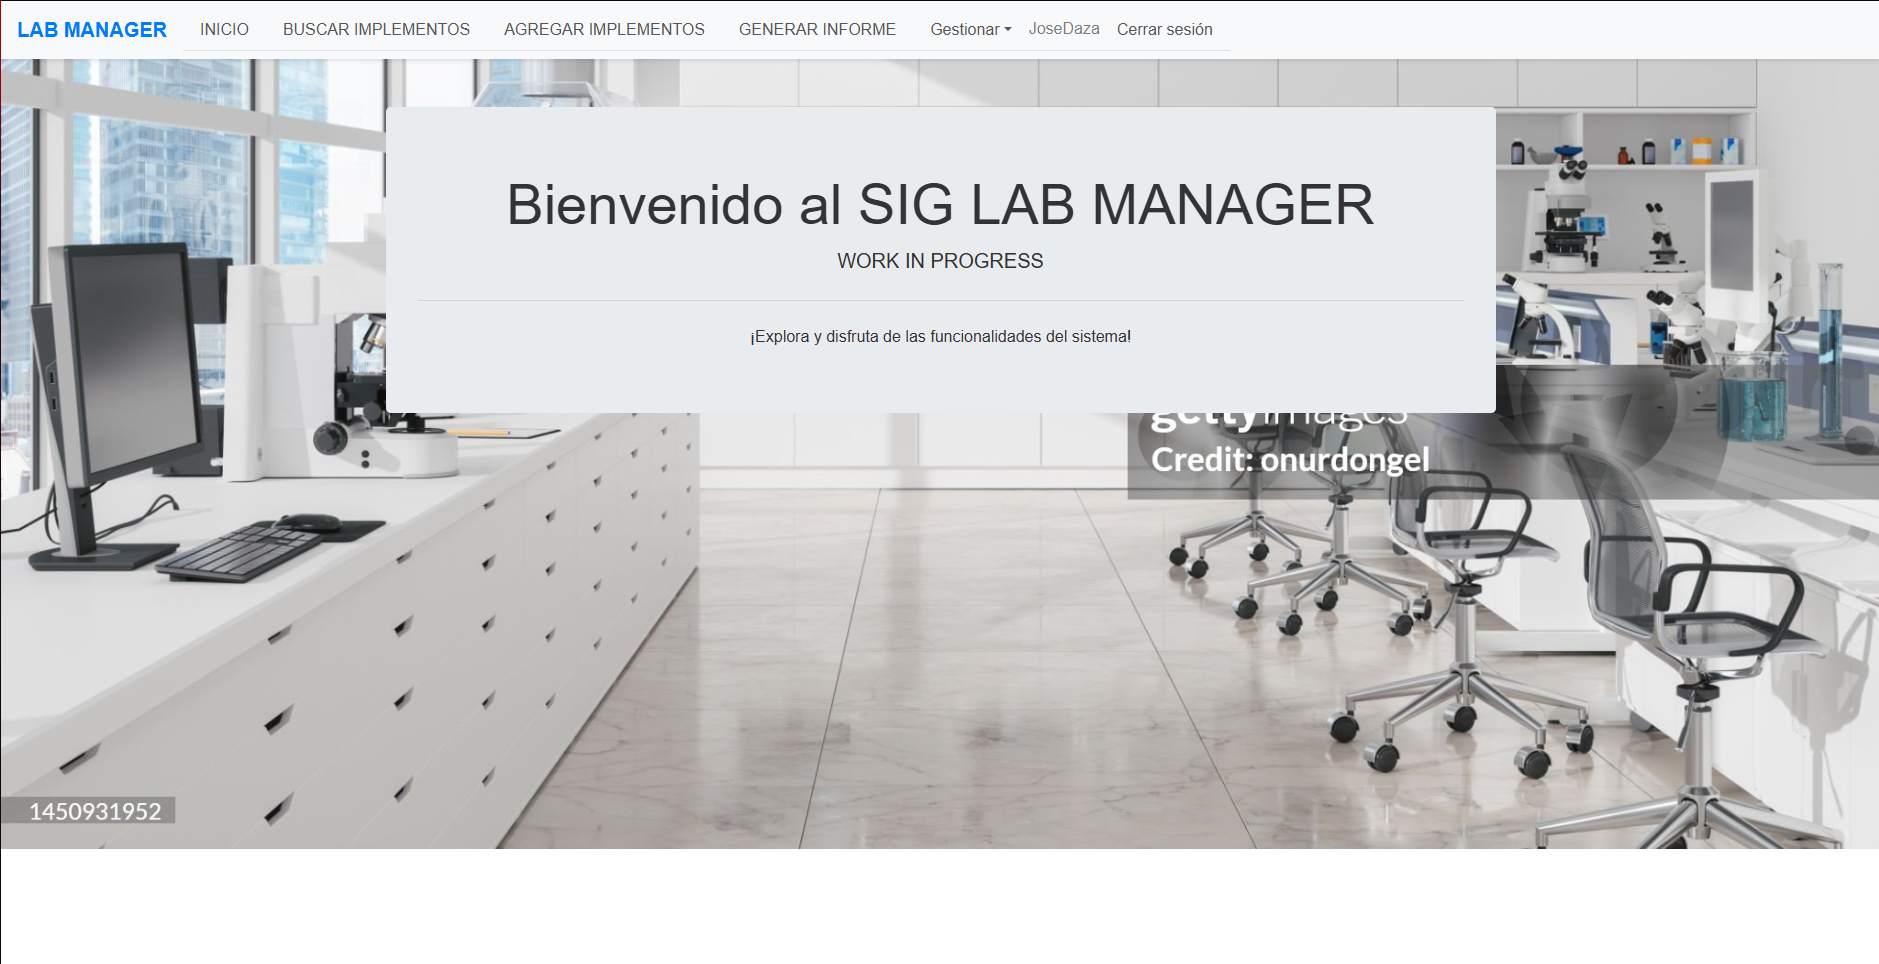 LAB MANAGER INICIO BUSCAR IMPLEMENTOS AGREGAR IMPLEMENTOS GENERAR INFORME Gestionar JoseDaza Cerrar sesión
Bienvenido al SIG LAB MANAGER
WORK IN PROGRESS
¡Explora y disfruta de las funcionalidades del sistema!
gettyimages
Credit: onurdongel
1450931952